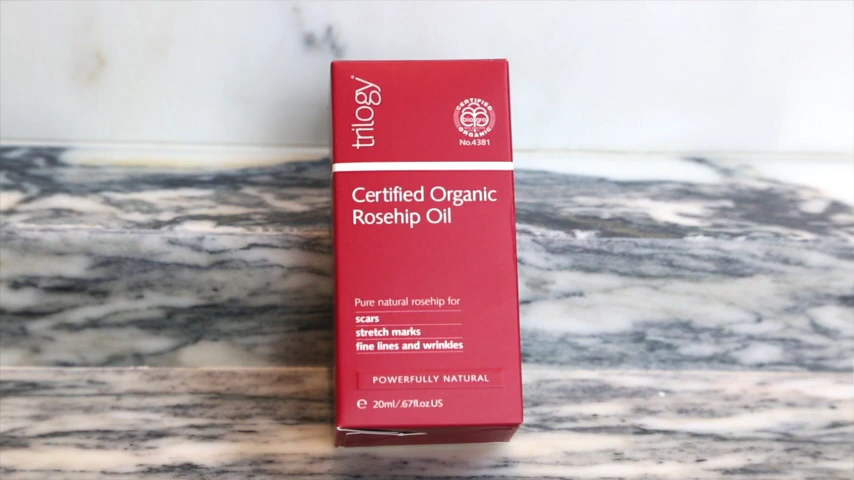 trilogy
CERTIFIED
BioGro
ORGANIC
No.4381
Certified Organic
Rosehip Oil
Pure natural rosehip for
scars
stretch marks
fine lines and wrinkles
POWERFULLY NATURAL
℮ 20ml/.67fl.oz.US